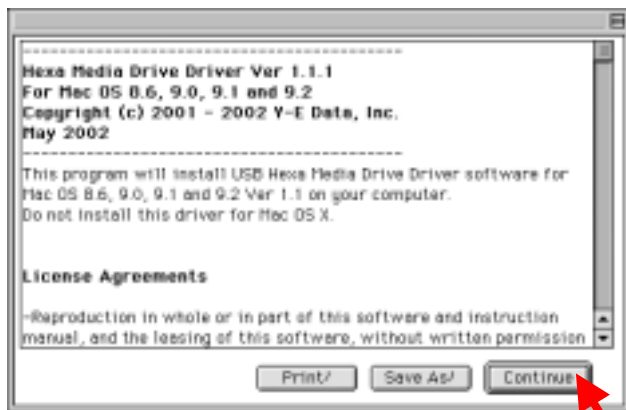 --------------------------------------------
Hexa Media Drive Driver Ver 1.1.1
For Mac OS 8.6, 9.0, 9.1 and 9.2
Copyright (c) 2001 - 2002 Y-E Data, Inc.
May 2002
--------------------------------------------
This program will install USB Hexa Media Drive Driver software for
Mac OS 8.6, 9.0, 9.1 and 9.2 Ver 1.1 on your computer.
Do not install this driver for Mac OS X.
License Agreements
-Reproduction in whole or in part of this software and instruction
manual, and the leasing of this software, without written permission
Print/ Save As/ Continue